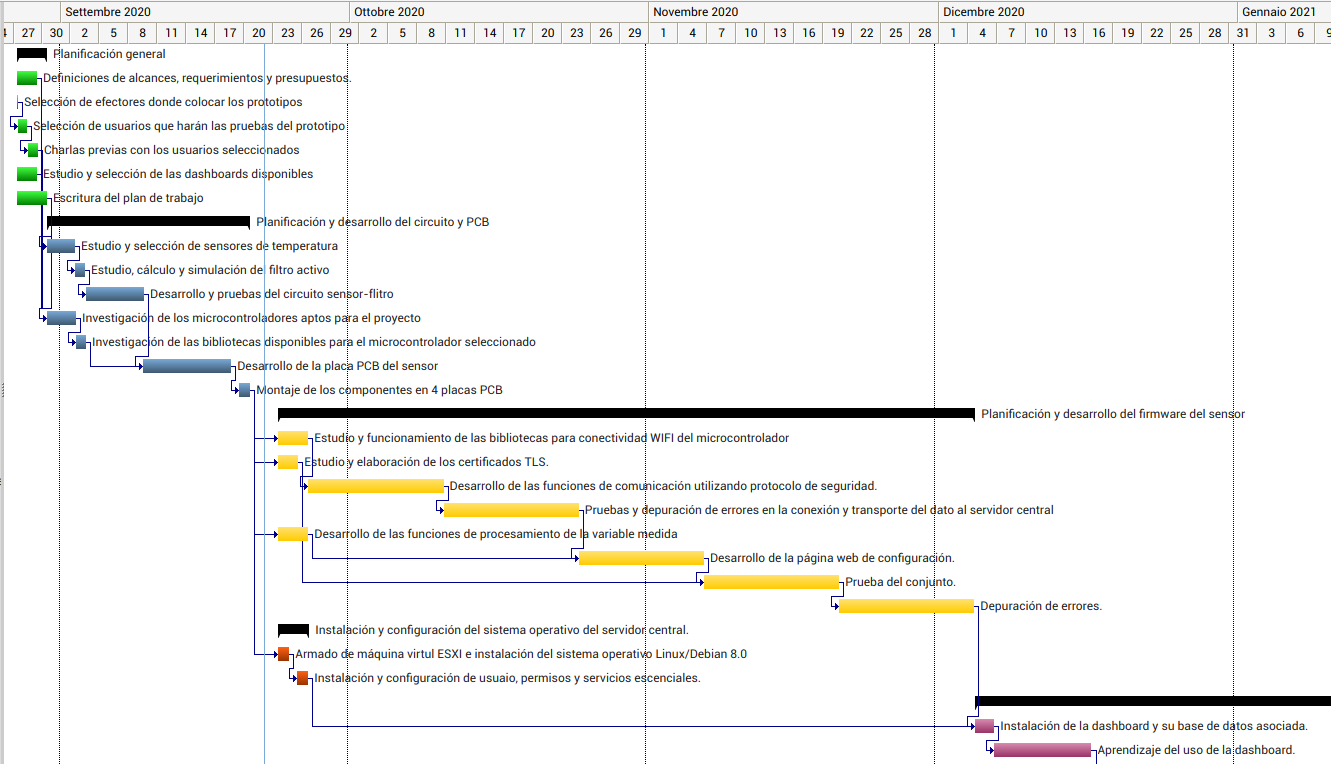 Settembre 2020 Ottobre 2020 Novembre 2020 Dicembre 2020 Gennaio 2021
27 30 2 5 8 11 14 17 20 23 26 29 2 5 8 11 14 17 20 23 26 29 1 4 7 10 13 16 19 22 25 28 1 4 7 10 13 16 19 22 25 28 31 3 6 9
Planificación general
Definiciones de alcances, requerimientos y presupuestos.
Selección de efectores donde colocar los prototipos
Selección de usuarios que harán las pruebas del prototipo
Charlas previas con los usuarios seleccionados
Estudio y selección de las dashboards disponibles
Escritura del plan de trabajo
Planificación y desarrollo del circuito y PCB
Estudio y selección de sensores de temperatura
Estudio, cálculo y simulación del filtro activo
Desarrollo y pruebas del circuito sensor-flitro
Investigación de los microcontroladores aptos para el proyecto
Investigación de las bibliotecas disponibles para el microcontrolador seleccionado
Desarrollo de la placa PCB del sensor
Montaje de los componentes en 4 placas PCB
Planificación y desarrollo del firmware del sensor
Estudio y funcionamiento de las bibliotecas para conectividad WIFI del microcontrolador
Estudio y elaboración de los certificados TLS.
Desarrollo de las funciones de comunicación utilizando protocolo de seguridad.
Pruebas y depuración de errores en la conexión y transporte del dato al servidor central
Desarrollo de las funciones de procesamiento de la variable medida
Desarrollo de la página web de configuración.
Prueba del conjunto.
Depuración de errores.
Instalación y configuración del sistema operativo del servidor central.
Armado de máquina virtul ESXI e instalación del sistema operativo Linux/Debian 8.0
Instalación y configuración de usuaio, permisos y servicios escenciales.
Instalación de la dashboard y su base de datos asociada.
Aprendizaje del uso de la dashboard.